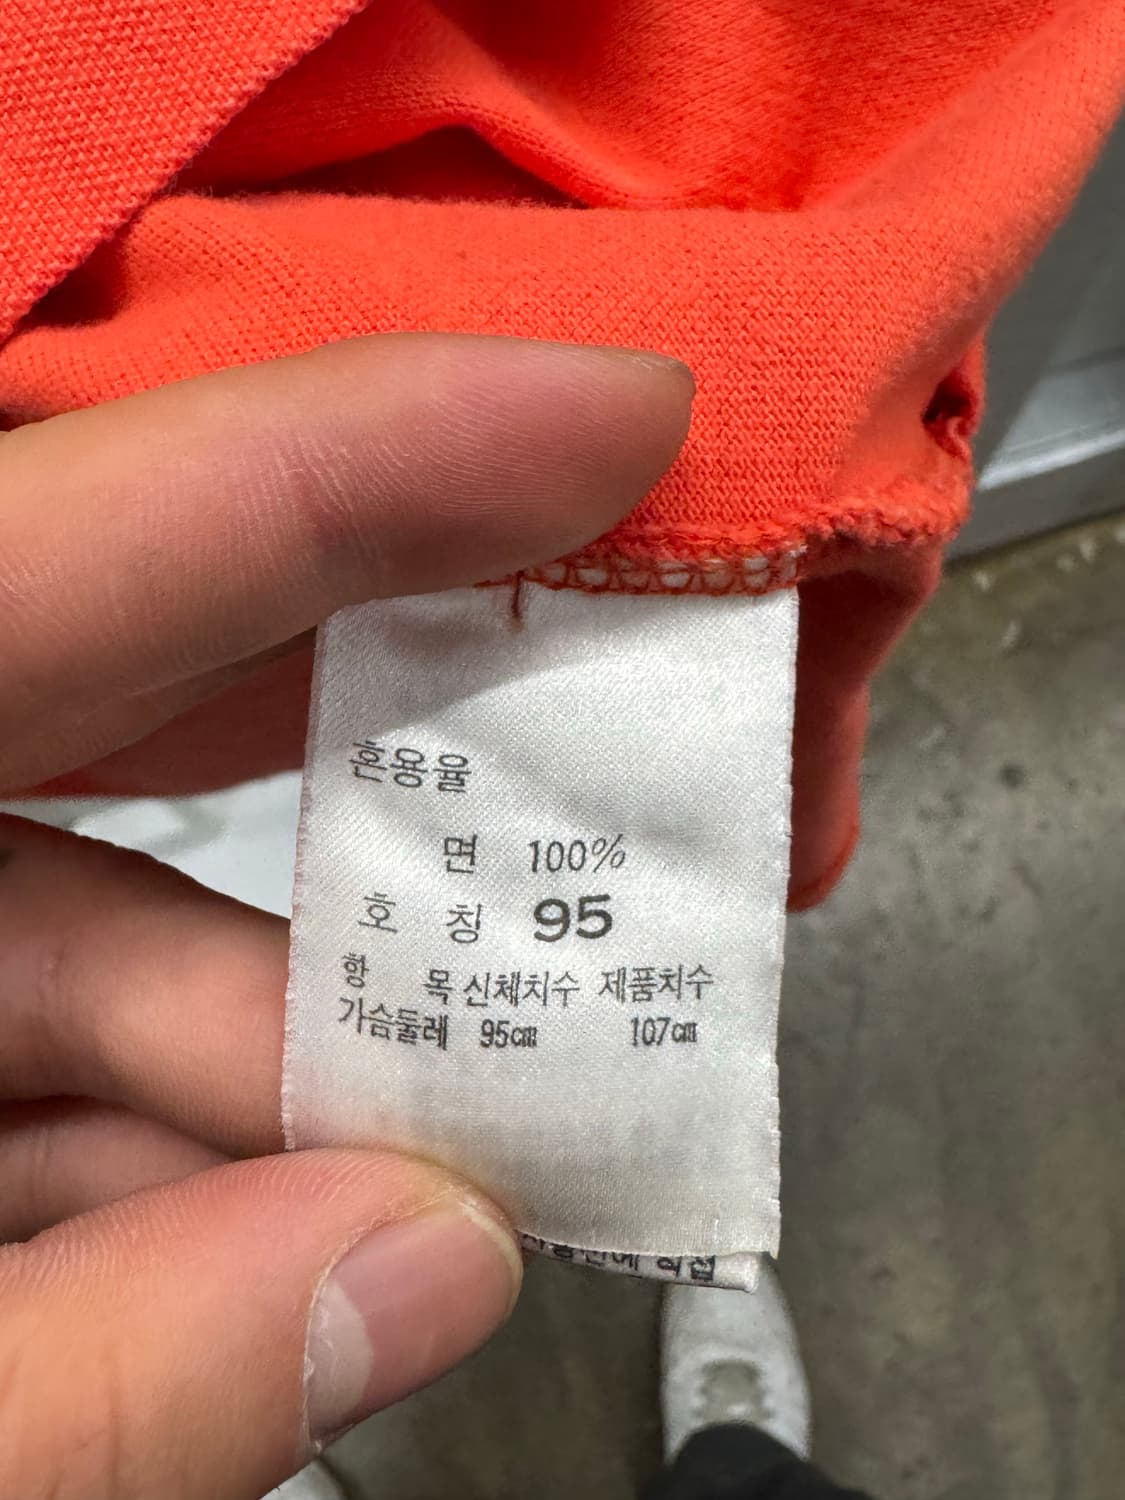 혼용율
면 100%
호 칭 95
항 목 신체치수 제품치수
가슴둘레 95㎝ 107㎝